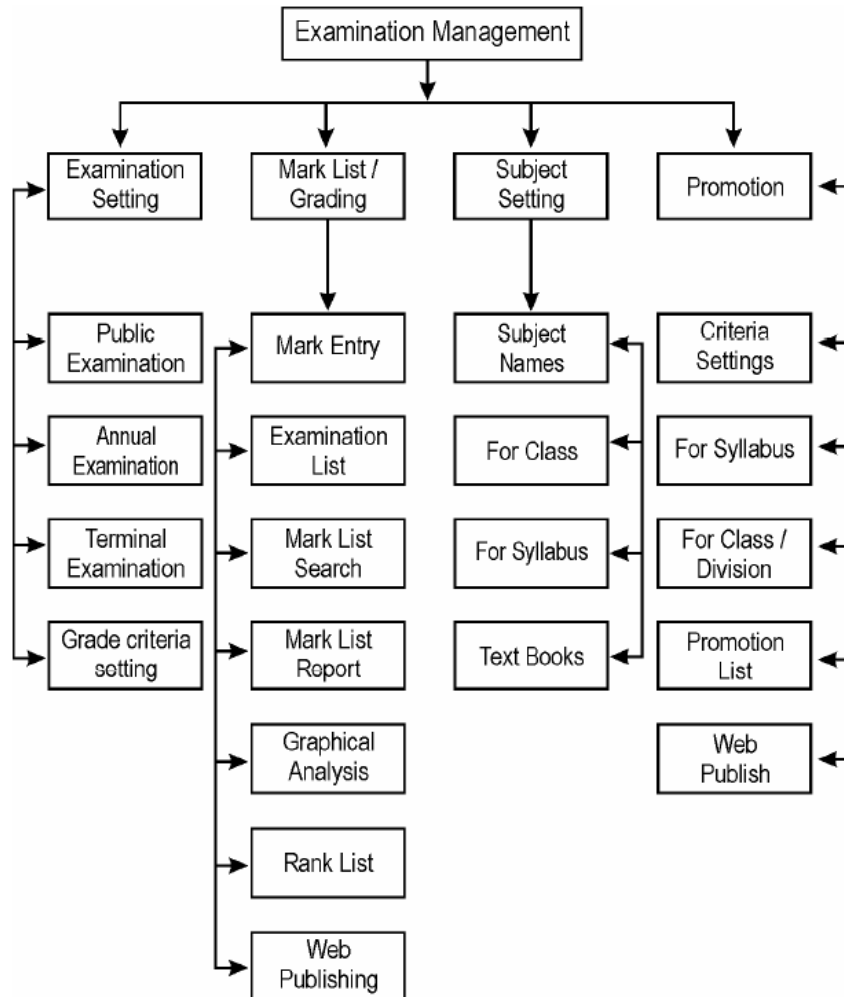 Examination Management
Examination
Setting
Mark List /
Grading
Subject
Setting
Promotion
Public
Examination
Mark Entry
Subject
Names
Criteria
Settings
Annual
Examination
Examination
List
For Class
For Syllabus
Terminal
Examination
Mark List
Search
For Syllabus
For Class /
Division
Grade criteria
setting
Mark List
Report
Text Books
Promotion
List
Graphical
Analysis
Web
Publish
Rank List
Web
Publishing